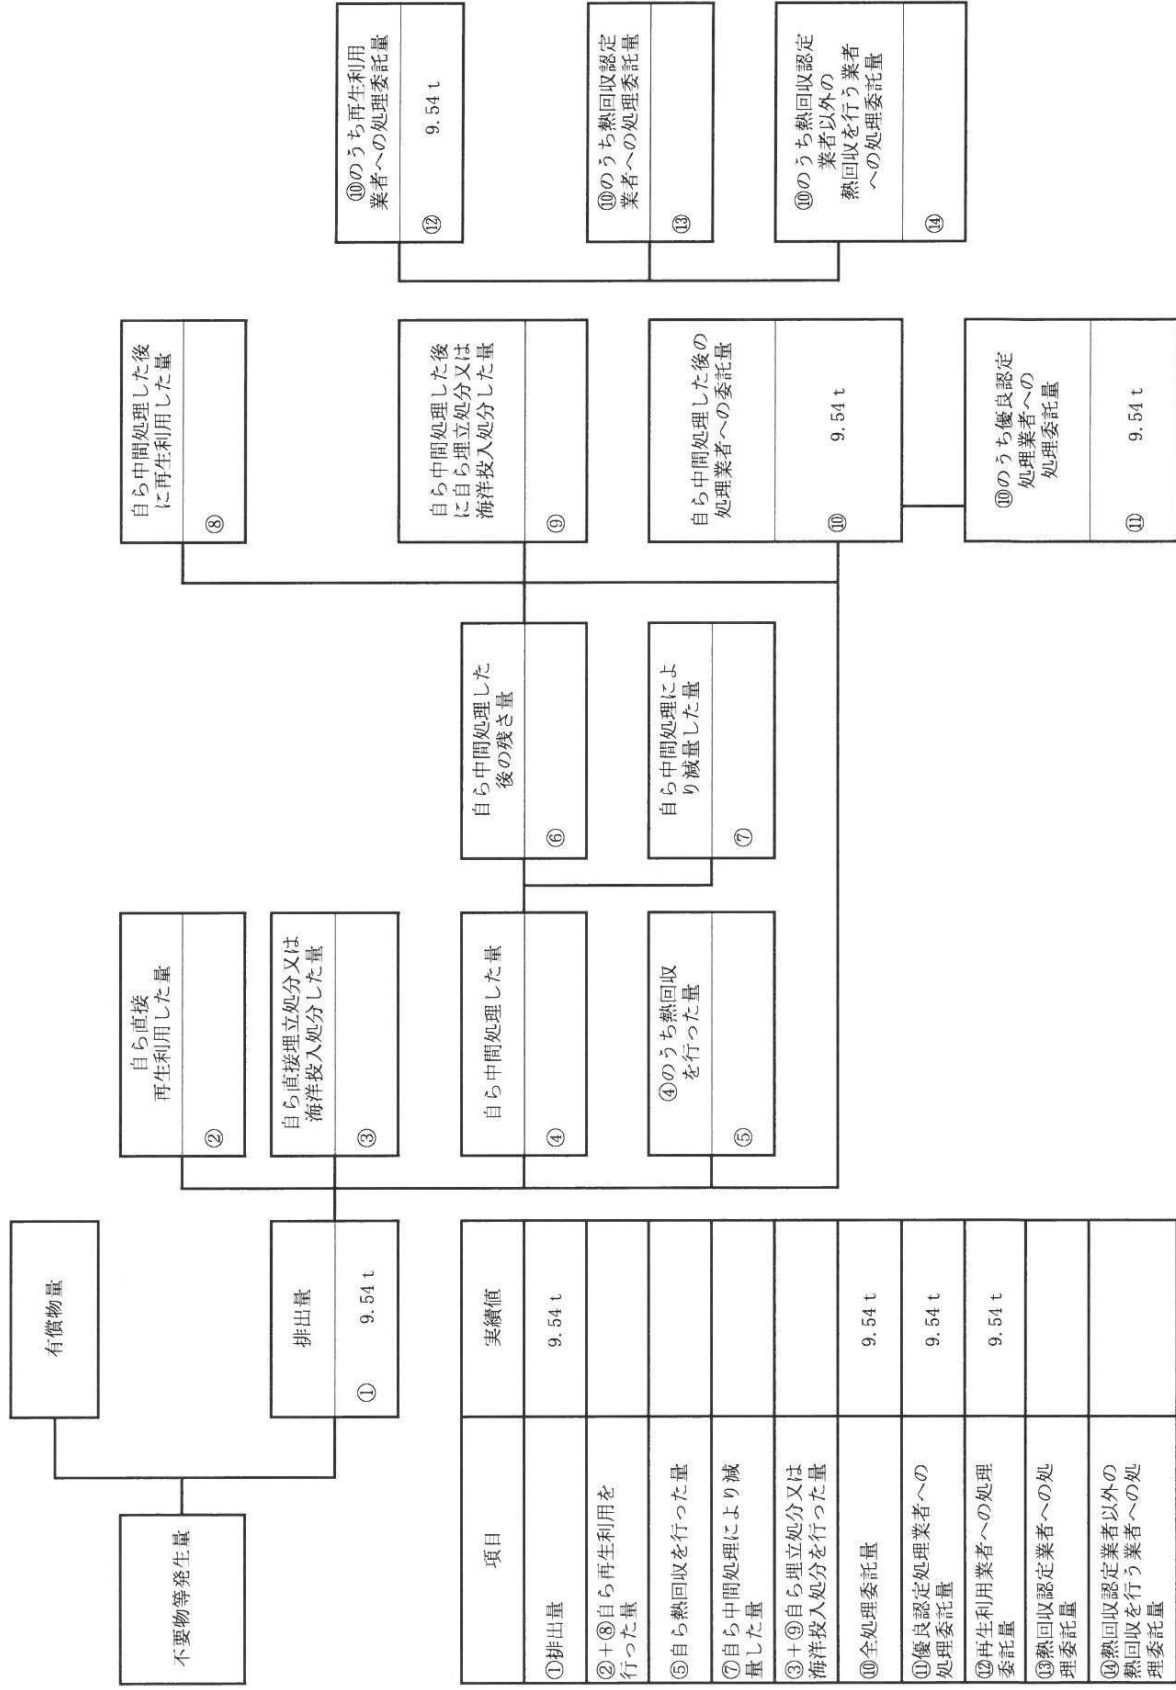 不要物等発生量
有償物量
排出量
① 9.54 t
自ら直接
再生利用した量
②
自ら直接埋立処分又は
海洋投入処分した量
③
自ら中間処理した量
④
④のうち熱回収
を行った量
⑤
自ら中間処理した
後の残さ量
⑥
自ら中間処理によ
り減量した量
⑦
自ら中間処理した後
に再生利用した量
⑧
自ら中間処理した後
に自ら埋立処分又は
海洋投入処分した量
⑨
自ら中間処理した後の
処理業者への委託量
⑩ 9.54 t
⑩のうち優良認定
処理業者への
処理委託量
⑪ 9.54 t
⑩のうち再生利用
業者への処理委託量
⑫ 9.54 t
⑩のうち熱回収認定
業者への処理委託量
⑬
⑩のうち熱回収認定
業者以外の
熱回収を行う業者
への処理委託量
⑭
項目 実績値
①排出量 9.54 t
②+⑧自ら再生利用を
行った量
⑤自ら熱回収を行った量
⑦自ら中間処理により減
量した量
③+⑨自ら埋立処分又は
海洋投入処分を行った量
⑩全処理委託量 9.54 t
⑪優良認定処理業者への
処理委託量 9.54 t
⑫再生利用業者への処理
委託量 9.54 t
⑬熱回収認定業者への処
理委託量
⑭熱回収認定業者以外の
熱回収を行う業者への処
理委託量